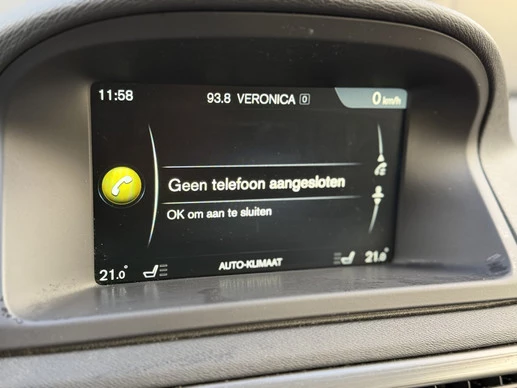 11:58 93.8 VERONICA 0 0 km/h
Geen telefoon aangesloten
OK om aan te sluiten
21.0° AUTO-KLIMAAT 21.0°